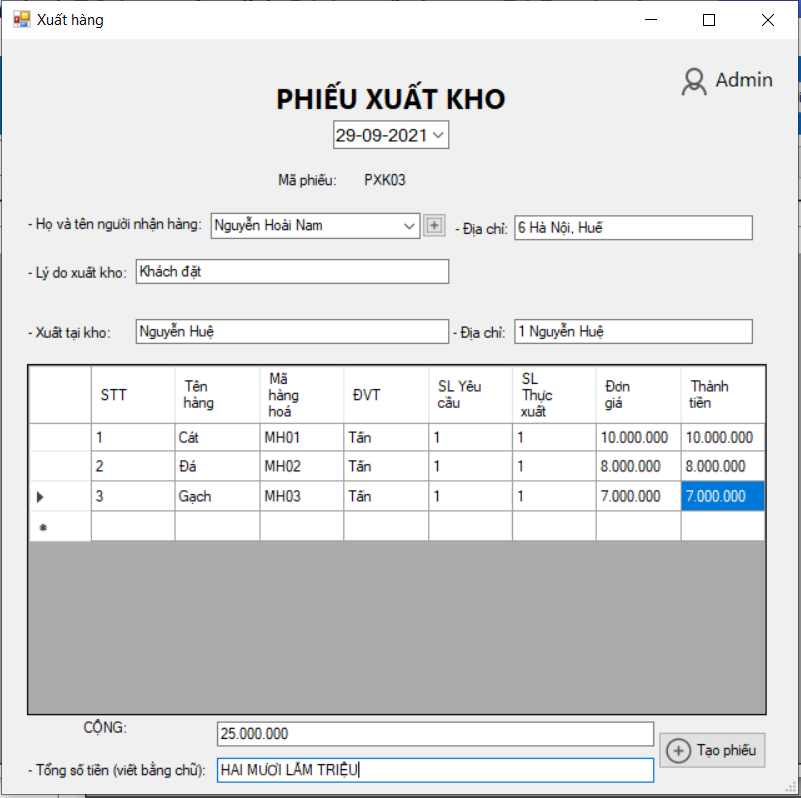 Xuất hàng
Admin
PHIẾU XUẤT KHO
29-09-2021
Mã phiếu: PXK03
- Họ và tên người nhận hàng: Nguyễn Hoài Nam - Địa chỉ: 6 Hà Nội, Huế
- Lý do xuất kho: Khách đặt
- Xuất tại kho: Nguyễn Huệ - Địa chỉ: 1 Nguyễn Huệ
STT Tên hàng Mã hàng hoá ĐVT SL Yêu cầu SL Thực xuất Đơn giá Thành tiền
1 Cát MH01 Tấn 1 1 10.000.000 10.000.000
2 Đá MH02 Tấn 1 1 8.000.000 8.000.000
3 Gạch MH03 Tấn 1 1 7.000.000 7.000.000
CỘNG: 25.000.000
- Tổng số tiền (viết bằng chữ): HAI MƯƠI LĂM TRIỆU
Tạo phiếu